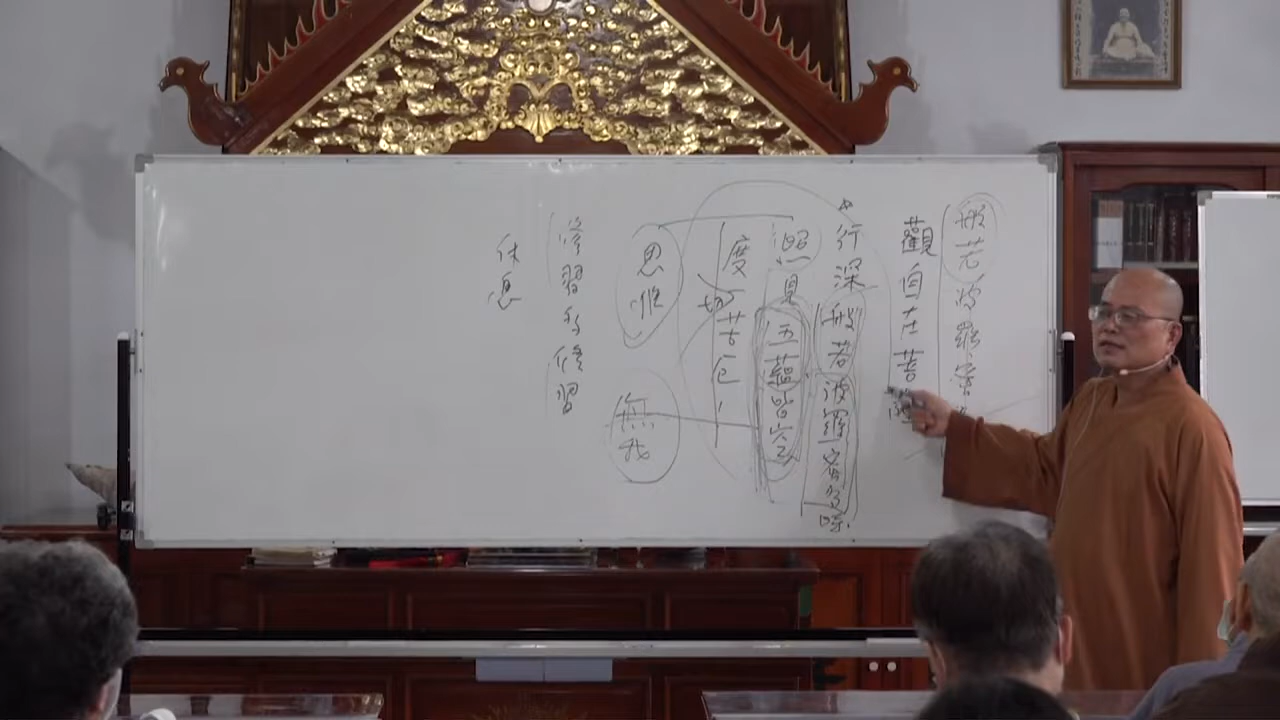 般若波羅蜜
觀自在菩薩
行深般若波羅密多時
照見五蘊皆空
度一切苦厄
思惟
無我
修習
修習
休息